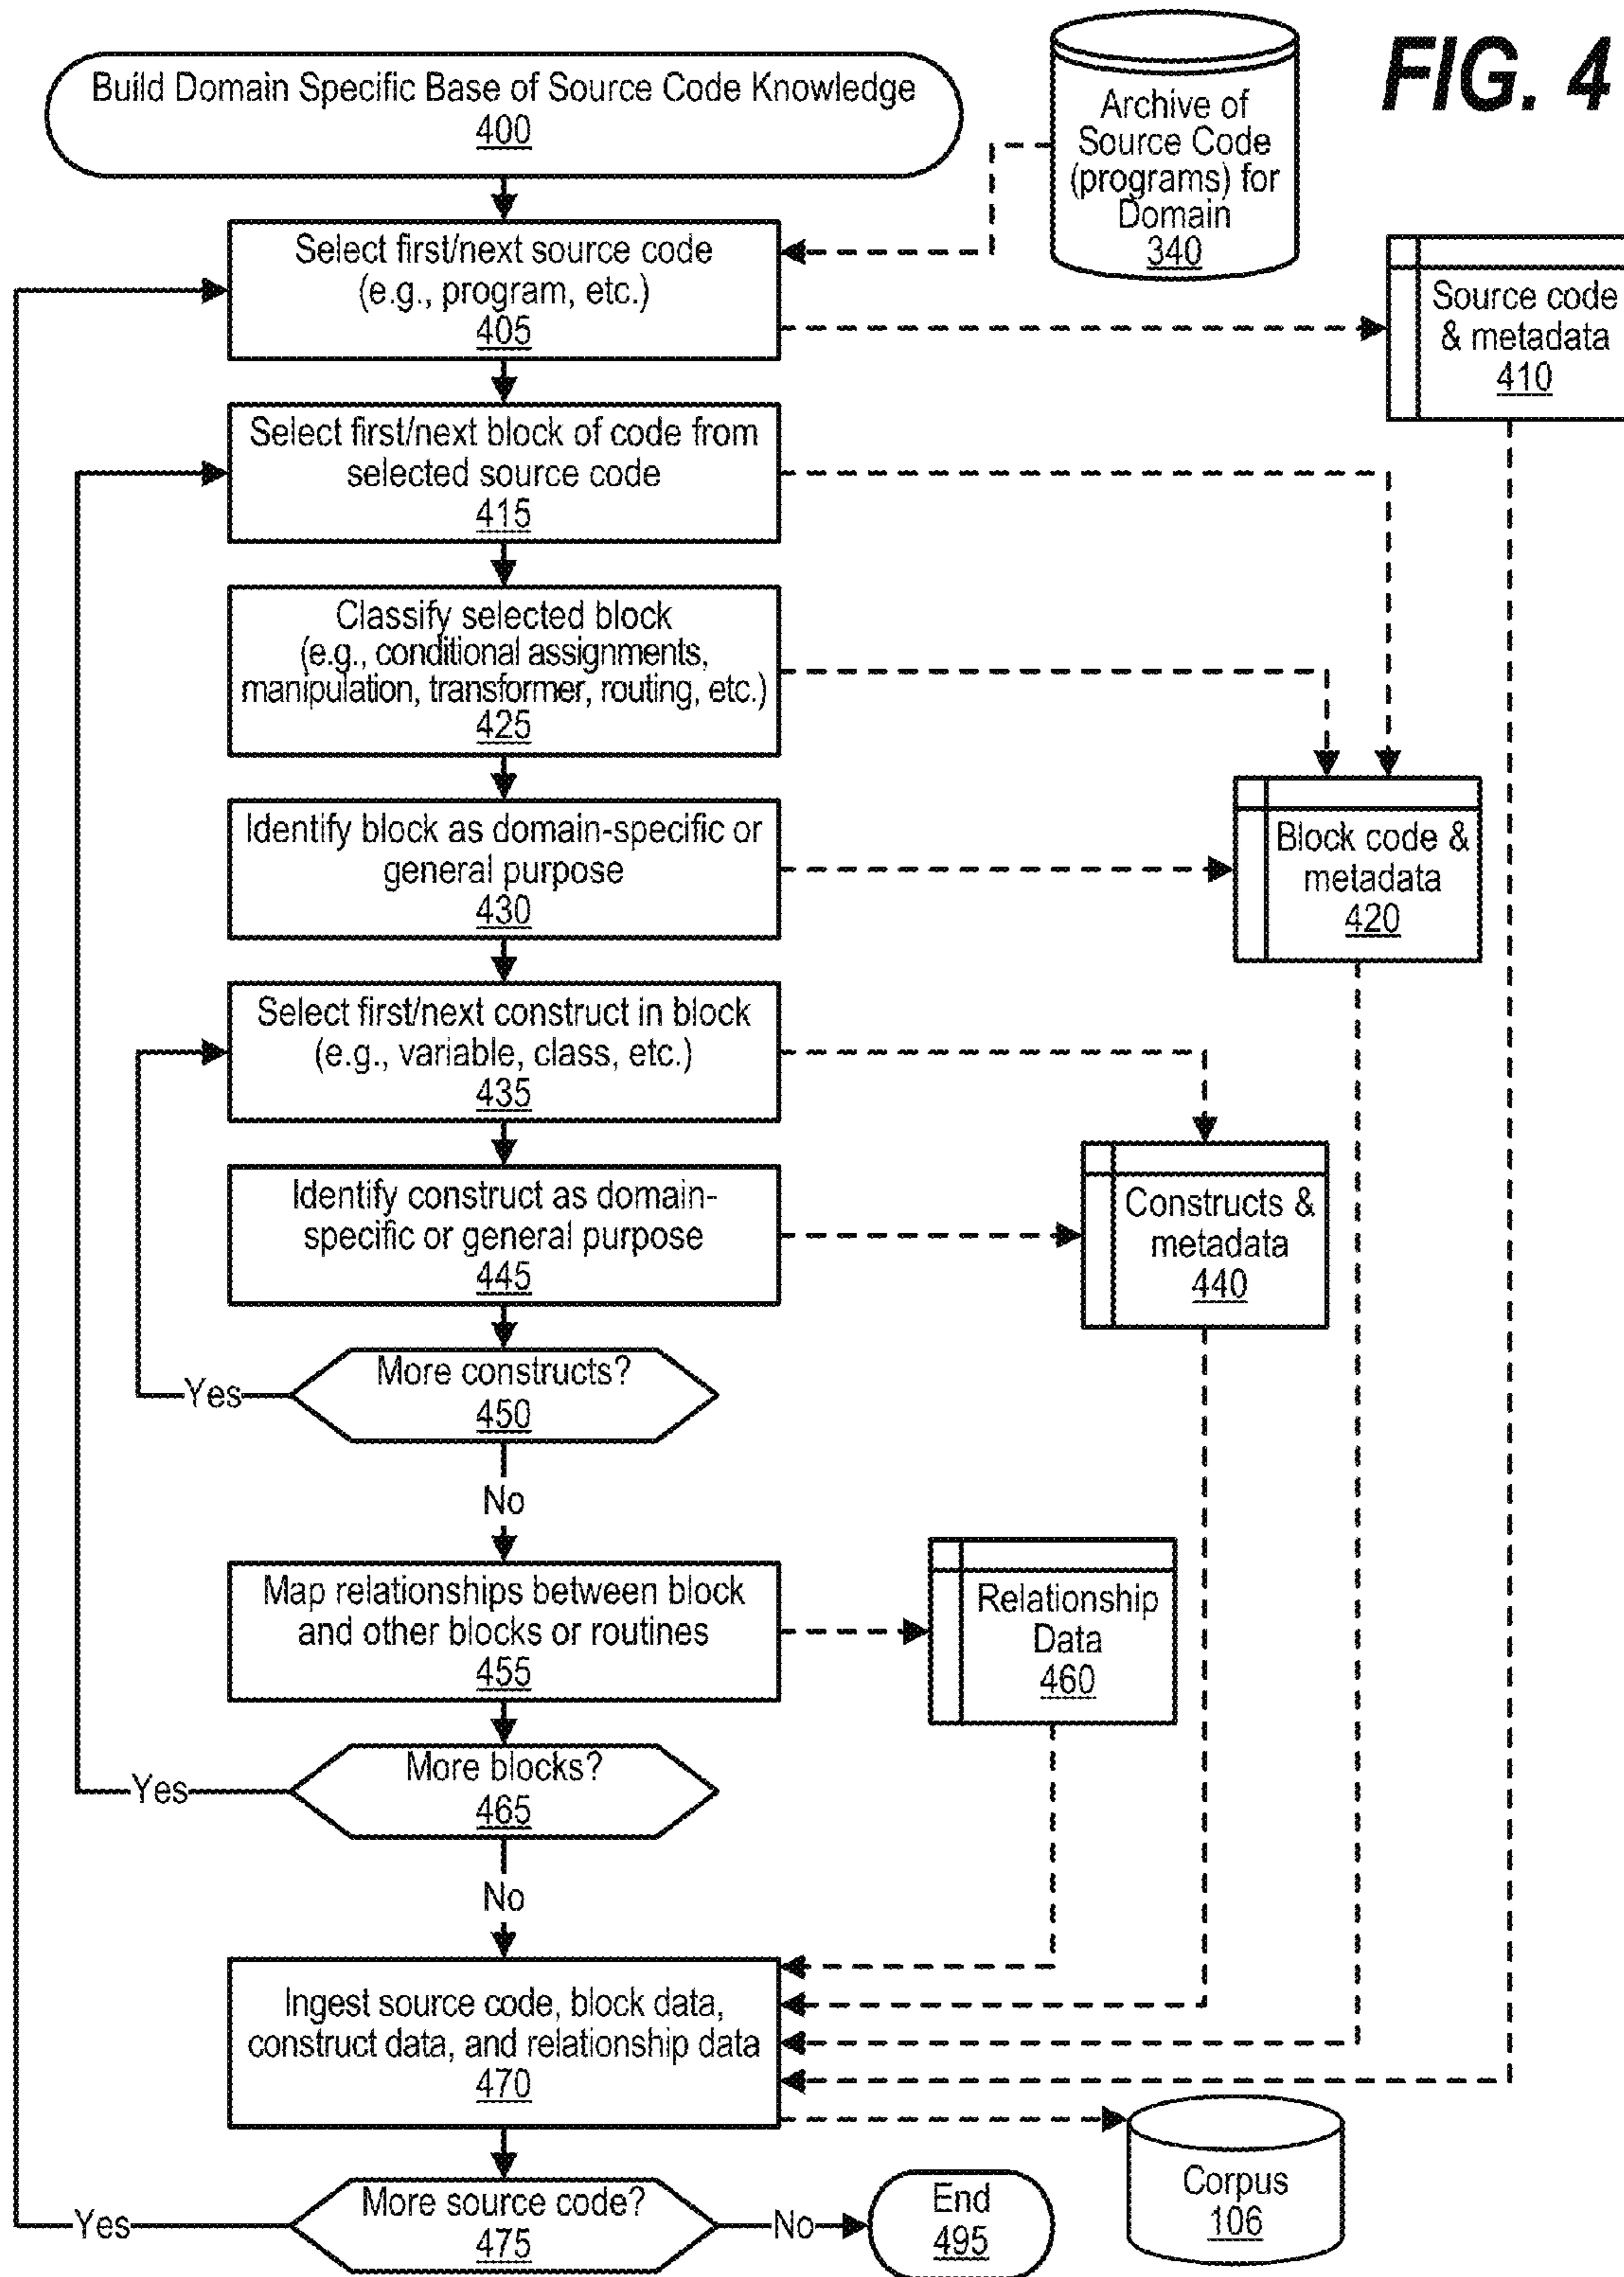 FIG. 4
Build Domain Specific Base of Source Code Knowledge
400
Archive of
Source Code
(programs) for
Domain
340
Select first/next source code
(e.g., program, etc.)
405
Source code
& metadata
410
Select first/next block of code from
selected source code
415
Classify selected block
(e.g., conditional assignments,
manipulation, transformer, routing, etc.)
425
Identify block as domain-specific or
general purpose
430
Block code &
metadata
420
Select first/next construct in block
(e.g., variable, class, etc.)
435
Identify construct as domain-
specific or general purpose
445
Constructs &
metadata
440
More constructs?
450
Yes
No
Map relationships between block
and other blocks or routines
455
Relationship
Data
460
More blocks?
465
Yes
No
Ingest source code, block data,
construct data, and relationship data
470
Corpus
106
More source code?
475
Yes
No
End
495